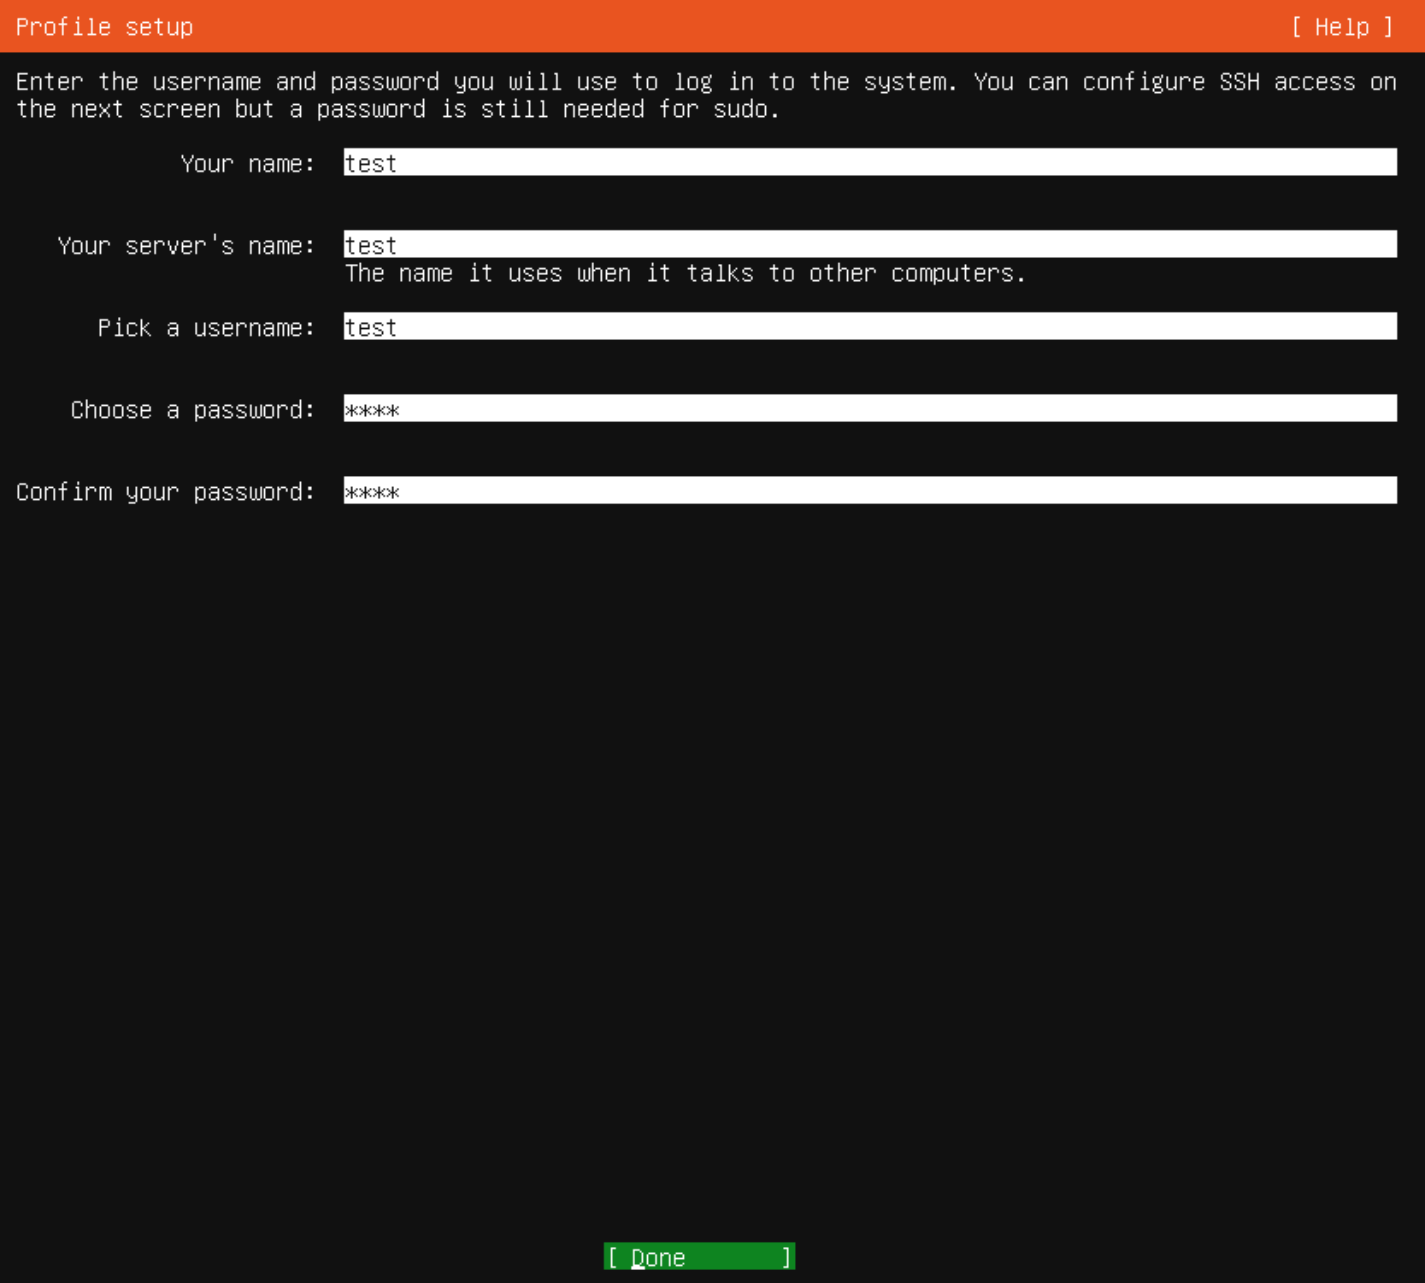 Profile setup [ Help ]
Enter the username and password you will use to log in to the system. You can configure SSH access on
the next screen but a password is still needed for sudo.
Your name: test
Your server's name: test
The name it uses when it talks to other computers.
Pick a username: test
Choose a password: ****
Confirm your password: ****
[ Done ]